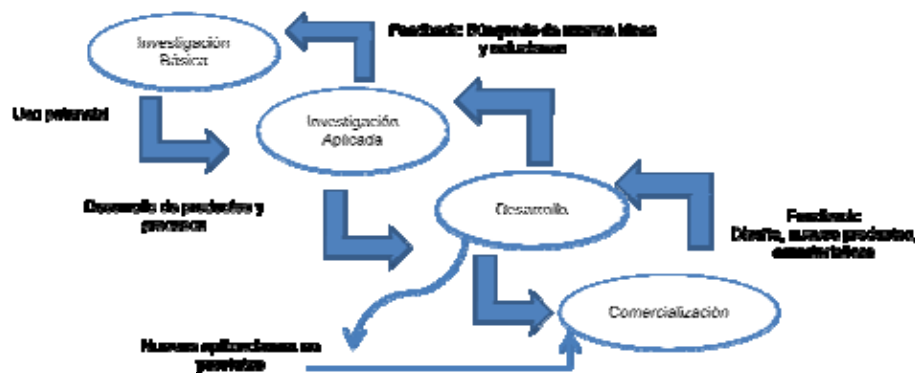 Investigación
Básica
Feedback: Búsqueda de nuevas ideas
y soluciones
Uso potencial
Investigación
Aplicada
Desarrollo de productos y
procesos
Desarrollo
Feedback:
Diseño, nuevos productos,
características
Comercialización
Nuevas aplicaciones no
previstas